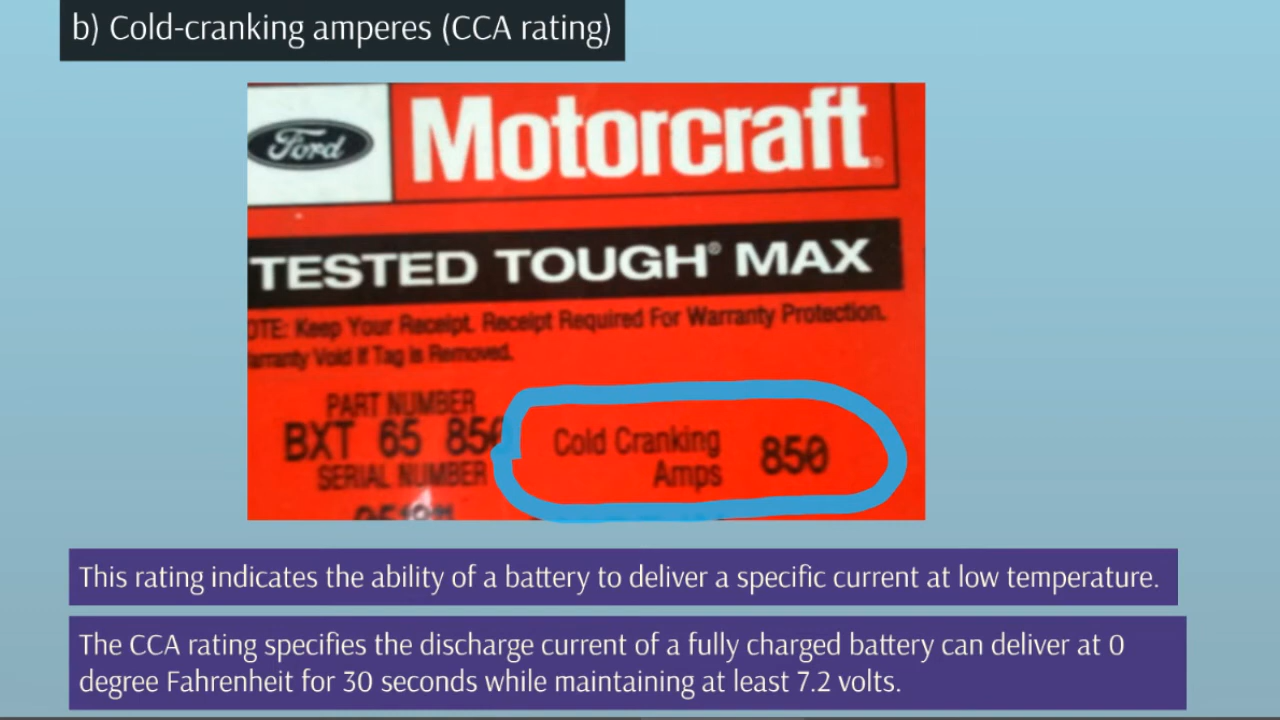 b) Cold-cranking amperes (CCA rating)
Ford
Motorcraft®
TESTED TOUGH® MAX
OTE: Keep Your Receipt. Receipt Required For Warranty Protection.
arranty Void If Tag Is Removed.
PART NUMBER
BXT 65 850
SERIAL NUMBER
Cold Cranking
Amps
850
This rating indicates the ability of a battery to deliver a specific current at low temperature.
The CCA rating specifies the discharge current of a fully charged battery can deliver at 0
degree Fahrenheit for 30 seconds while maintaining at least 7.2 volts.